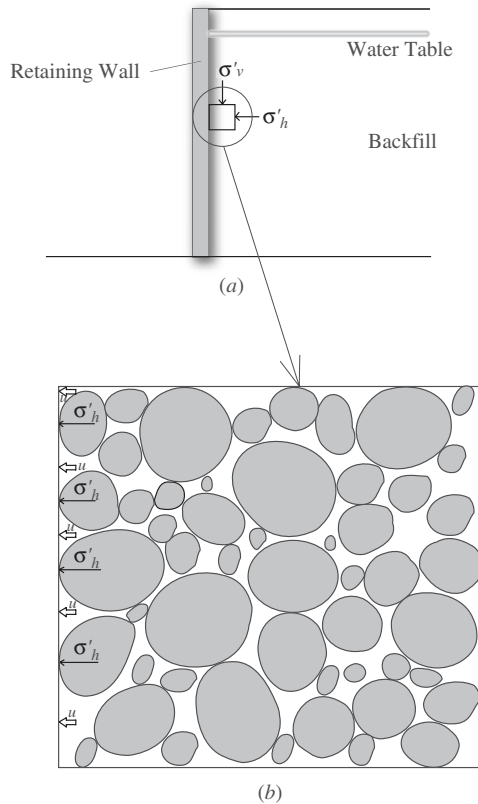 Water Table
Retaining Wall
σ′v
σ′h
Backfill
(a)
u
σ′h
u
σ′h
u
σ′h
u
σ′h
u
(b)